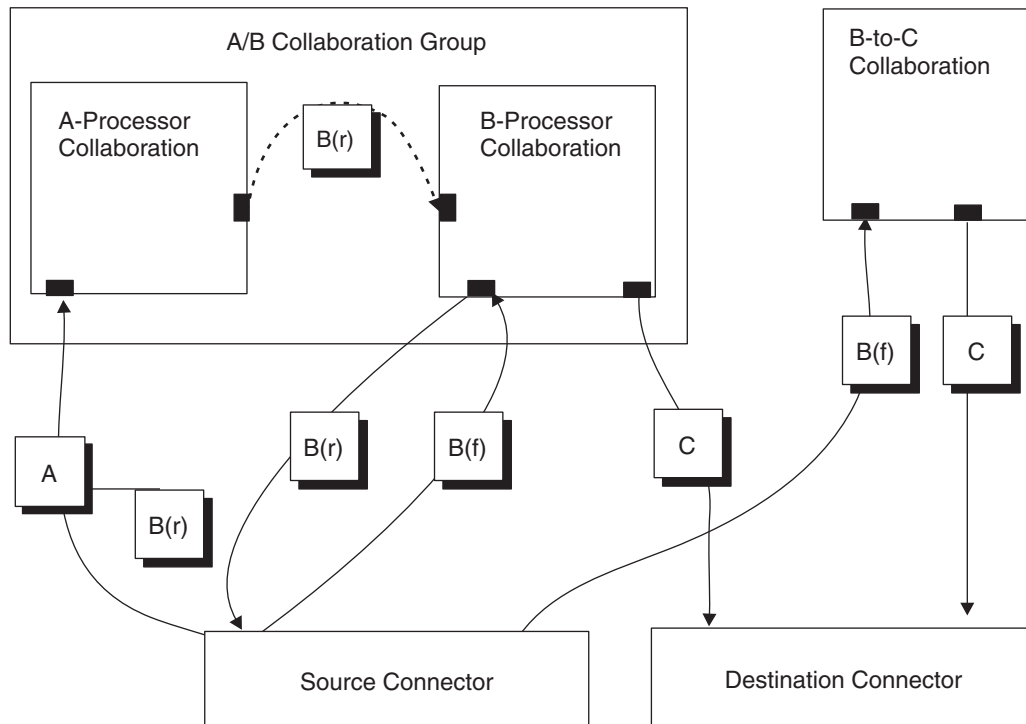 A/B Collaboration Group
A-Processor
Collaboration
B(r)
B-Processor
Collaboration
B-to-C
Collaboration
A
B(r)
B(r)
B(f)
C
B(f)
C
Source Connector
Destination Connector